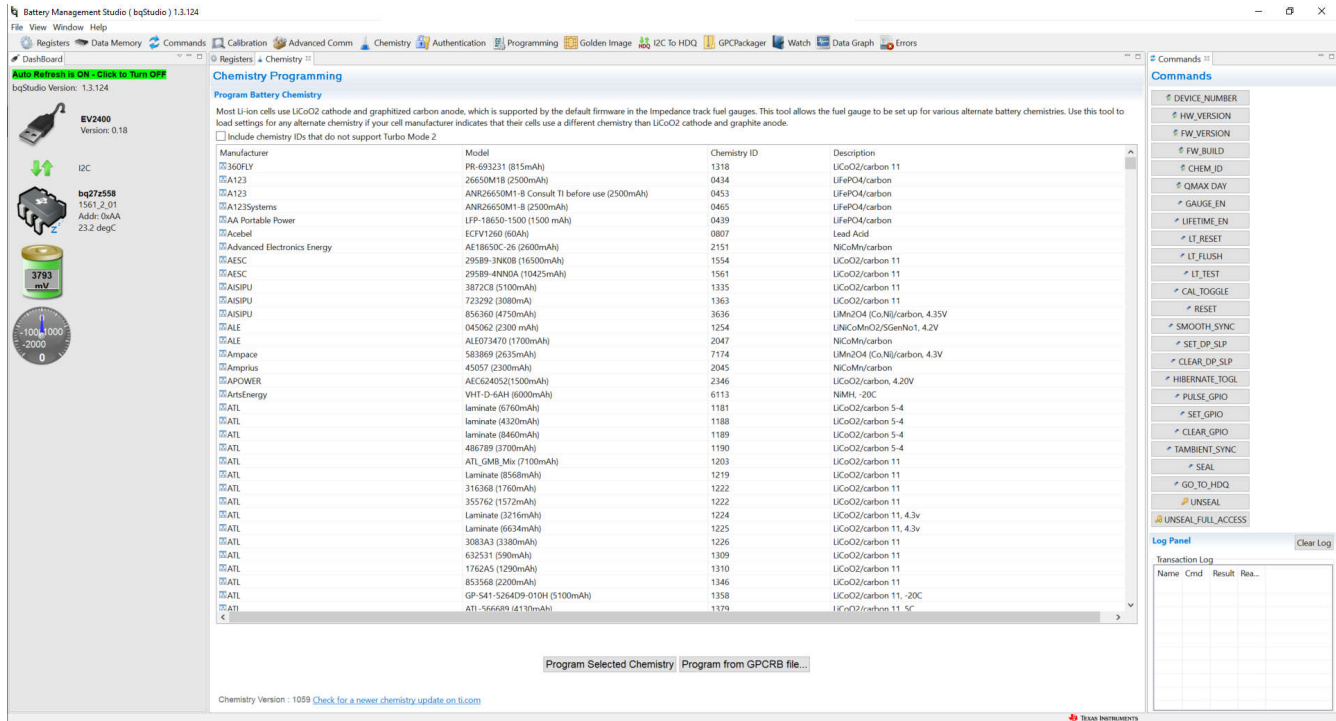 Battery Management Studio ( bqStudio ) 1.3.124
File View Window Help
Registers Data Memory Commands Calibration Advanced Comm Chemistry Authentication Programming Golden Image I2C To HDQ GPCPackager Watch Data Graph Errors
DashBoard
Auto Refresh is ON - Click to Turn OFF
bqStudio Version: 1.3.124
EV2400
Version: 0.18
I2C
bq27z558
1561_2_01
Addr: 0xAA
23.2 degC
3793
mV
-100 1000
-2000
0
Registers Chemistry
Chemistry Programming
Program Battery Chemistry
Most Li-ion cells use LiCoO2 cathode and graphitized carbon anode, which is supported by the default firmware in the Impedance track fuel gauges. This tool allows the fuel gauge to be set up for various alternate battery chemistries. Use this tool to
load settings for any alternate chemistry if your cell manufacturer indicates that their cells use a different chemistry than LiCoO2 cathode and graphite anode.
Include chemistry IDs that do not support Turbo Mode 2
Manufacturer Model Chemistry ID Description
360FLY PR-693231 (815mAh) 1318 LiCoO2/carbon 11
A123 26650M1B (2500mAh) 0434 LiFePO4/carbon
A123 ANR26650M1-B Consult TI before use (2500mAh) 0453 LiFePO4/carbon
A123Systems ANR26650M1-B (2500mAh) 0465 LiFePO4/carbon
AA Portable Power LFP-18650-1500 (1500 mAh) 0439 LiFePO4/carbon
Acebel ECFV1260 (60Ah) 0807 Lead Acid
Advanced Electronics Energy AE18650C-26 (2600mAh) 2151 NiCoMn/carbon
AESC 295B9-3NK0B (16500mAh) 1554 LiCoO2/carbon 11
AESC 295B9-4NN0A (10425mAh) 1561 LiCoO2/carbon 11
AISIPU 3872C8 (5100mAh) 1335 LiCoO2/carbon 11
AISIPU 723292 (3080mA) 1363 LiCoO2/carbon 11
AISIPU 856360 (4750mAh) 3636 LiMn2O4 (Co,Ni)/carbon, 4.35V
ALE 045062 (2300 mAh) 1254 LiNiCoMnO2/SGenNo1, 4.2V
ALE ALE073470 (1700mAh) 2047 NiCoMn/carbon
Ampace 583869 (2635mAh) 7174 LiMn2O4 (Co,Ni)/carbon, 4.3V
Amprius 45057 (2300mAh) 2045 NiCoMn/carbon
APOWER AEC624052(1500mAh) 2346 LiCoO2/carbon, 4.20V
ArtsEnergy VHT-D-6AH (6000mAh) 6113 NiMH, -20C
ATL laminate (6760mAh) 1181 LiCoO2/carbon 5-4
ATL laminate (4320mAh) 1188 LiCoO2/carbon 5-4
ATL laminate (8460mAh) 1189 LiCoO2/carbon 5-4
ATL 486789 (3700mAh) 1190 LiCoO2/carbon 5-4
ATL ATL_GMB_Mix (7100mAh) 1203 LiCoO2/carbon 11
ATL Laminate (8568mAh) 1219 LiCoO2/carbon 11
ATL 316368 (1760mAh) 1222 LiCoO2/carbon 11
ATL 355762 (1572mAh) 1222 LiCoO2/carbon 11
ATL Laminate (3216mAh) 1224 LiCoO2/carbon 11, 4.3v
ATL Laminate (6634mAh) 1225 LiCoO2/carbon 11, 4.3v
ATL 3083A3 (3380mAh) 1226 LiCoO2/carbon 11
ATL 632531 (590mAh) 1309 LiCoO2/carbon 11
ATL 1762A5 (1290mAh) 1310 LiCoO2/carbon 11
ATL 853568 (2200mAh) 1346 LiCoO2/carbon 11
ATL GP-S41-5264D9-010H (5100mAh) 1358 LiCoO2/carbon 11, -20C
ATL ATL-566689 (4130mAh) 1379 LiCoO2/carbon 11, 5C
Program Selected Chemistry Program from GPCRB file...
Chemistry Version : 1059 Check for a newer chemistry update on ti.com
Commands
Commands
DEVICE_NUMBER
HW_VERSION
FW_VERSION
FW_BUILD
CHEM_ID
QMAX DAY
GAUGE_EN
LIFETIME_EN
LT_RESET
LT_FLUSH
LT_TEST
CAL_TOGGLE
RESET
SMOOTH_SYNC
SET_DP_SLP
CLEAR_DP_SLP
HIBERNATE_TOGL
PULSE_GPIO
SET_GPIO
CLEAR_GPIO
TAMBIENT_SYNC
SEAL
GO_TO_HDQ
UNSEAL
UNSEAL_FULL_ACCESS
Log Panel Clear Log
Transaction Log
Name Cmd Result Rea...
TEXAS INSTRUMENTS